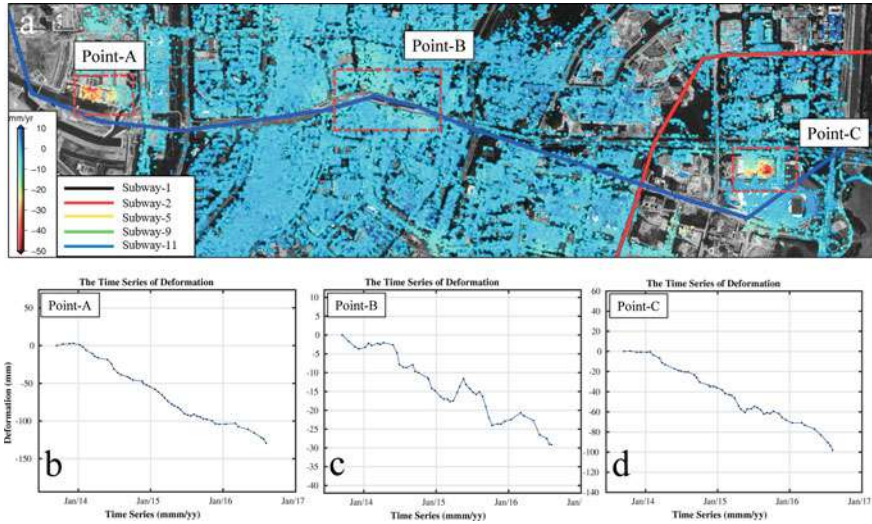 a
Point-A
Point-B
Point-C
mm/yr
10
0
−10
−20
−30
−40
−50
Subway-1
Subway-2
Subway-5
Subway-9
Subway-11
The Time Series of Deformation
Point-A
50
0
-50
-100
-150
Deformation (mm)
b
Jan/14
Jan/15
Jan/16
Jan/17
Time Series (mmm/yy)
The Time Series of Deformation
Point-B
10
5
0
-5
-10
-15
-20
-25
-30
-35
-40
c
Jan/14
Jan/15
Jan/16
Jan/
Time Series (mmm/yy)
The Time Series of Deformation
Point-C
60
40
20
0
-20
-40
-60
-80
-100
-120
-140
d
Jan/14
Jan/15
Jan/16
Jan/17
Time Series (mmm/yy)